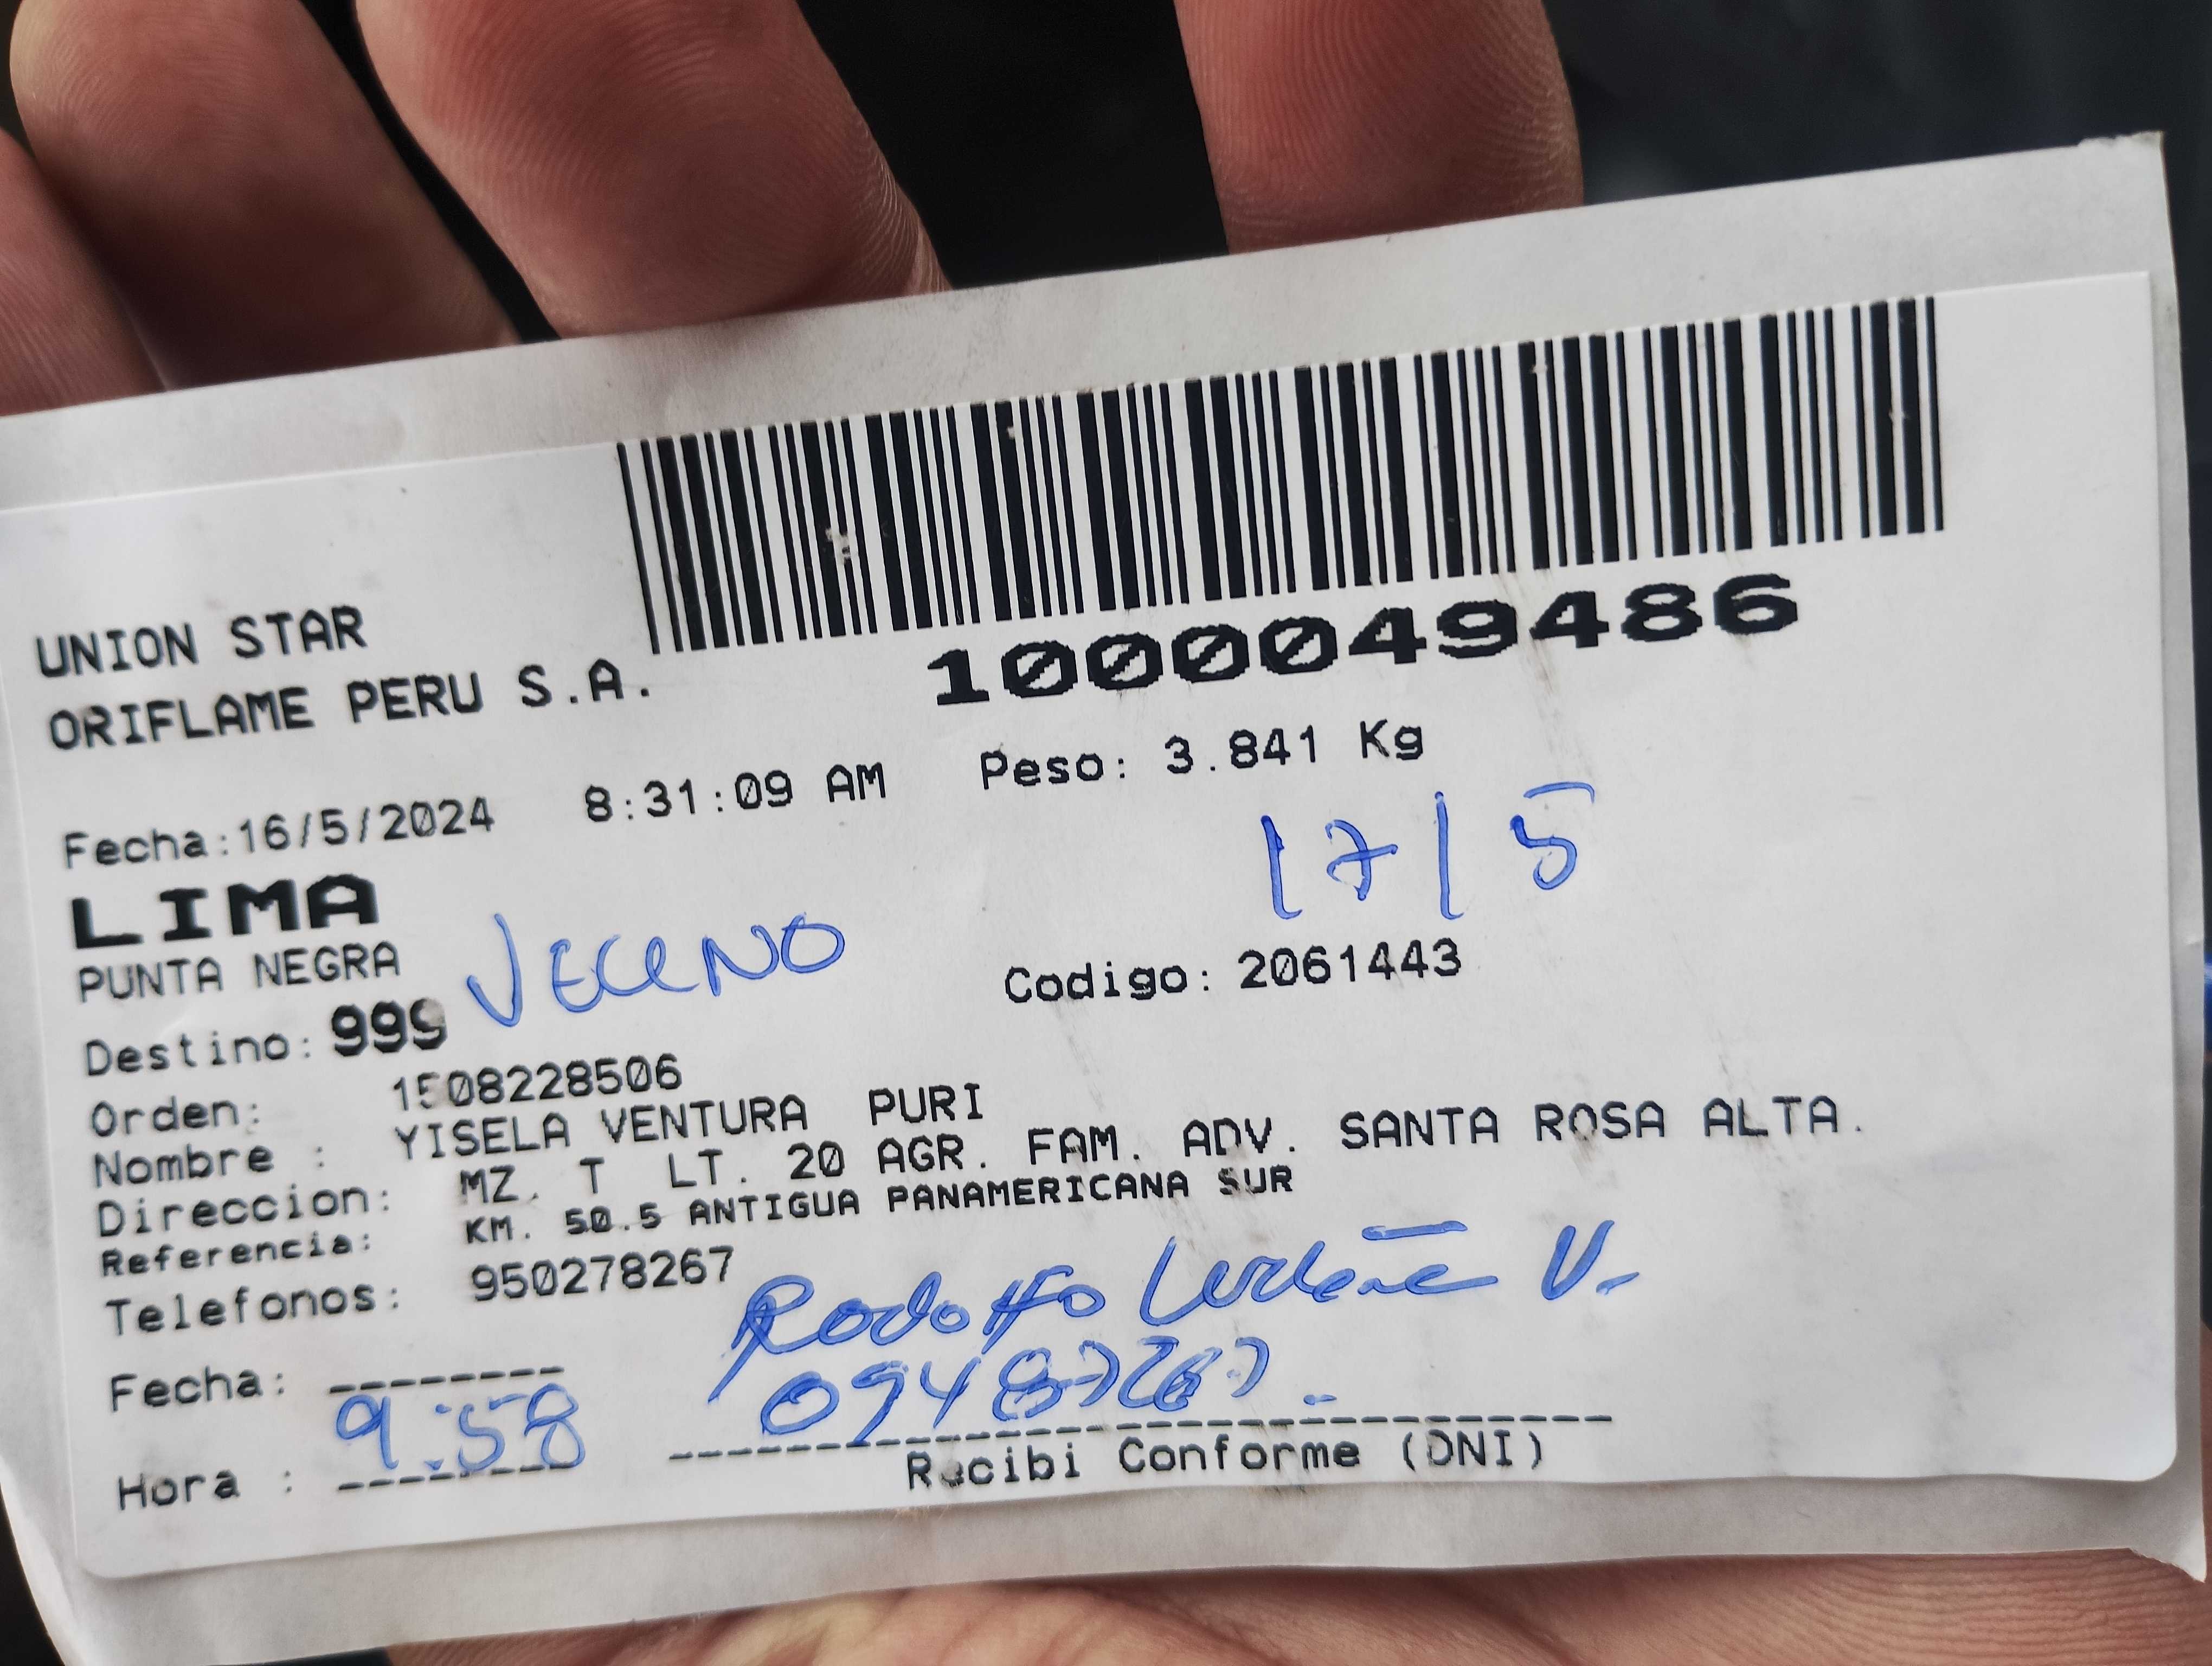 1000049486
UNION STAR
ORIFLAME PERU S.A.
Fecha:16/5/2024 8:31:09 AM Peso: 3.841 Kg
17/5
LIMA
PUNTA NEGRA
VECINO
Destino: 999 Codigo: 2061443
Orden: 1508228506
Nombre : YISELA VENTURA PURI
Direccion: MZ. T LT. 20 AGR. FAM. ADV. SANTA ROSA ALTA.
Referencia: KM. 50.5 ANTIGUA PANAMERICANA SUR
Telefonos: 950278267
Rodolfo V.
Fecha:
Hora : 9:58
Recibi Conforme (DNI)